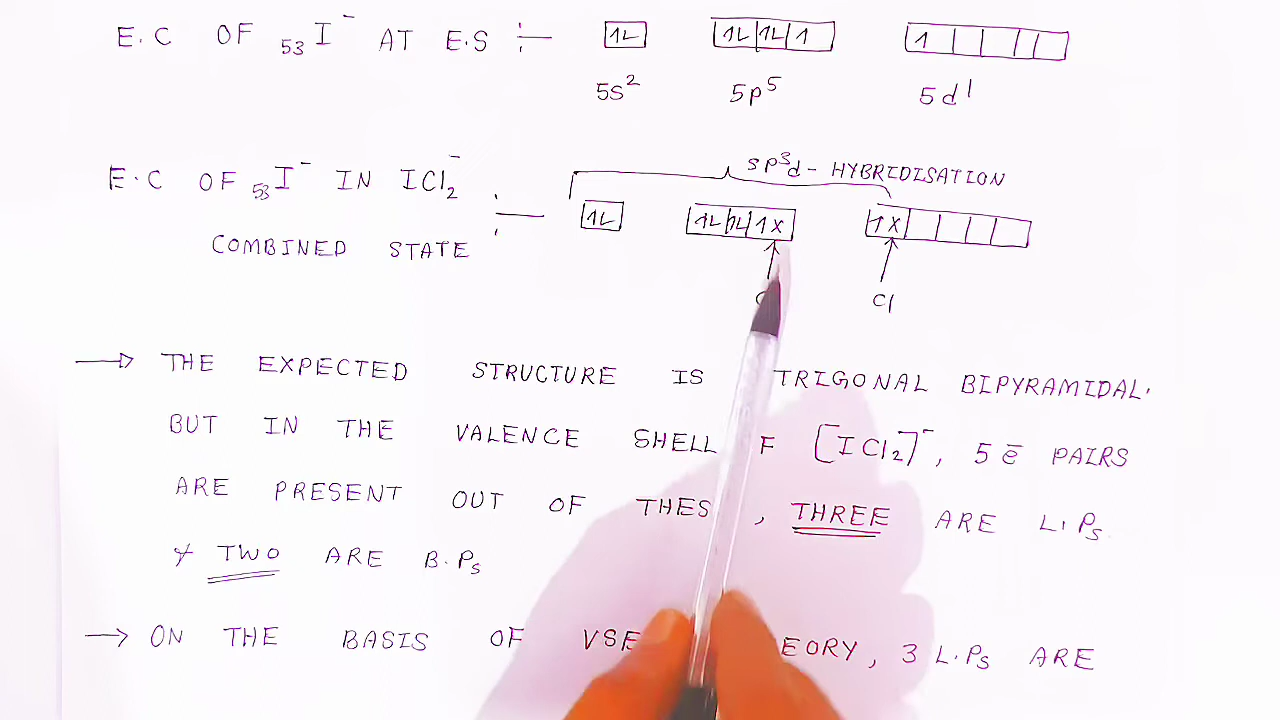 E.C OF ₅₃I⁻ AT E.S :— 1L 1L 1L 1 1
5s² 5p⁵ 5d¹
sp³d - HYBRIDISATION
E.C OF ₅₃I⁻ IN ICl₂⁻ :— 1L 1L 1L 1X 1X
COMBINED STATE
Cl
→ THE EXPECTED STRUCTURE IS TRIGONAL BIPYRAMIDAL.
BUT IN THE VALENCE SHELL F [ICl₂]⁻, 5 ē PAIRS
ARE PRESENT OUT OF THES , THREE ARE L.Ps.
& TWO ARE B.Ps
→ ON THE BASIS OF VSE EORY, 3 L.Ps ARE